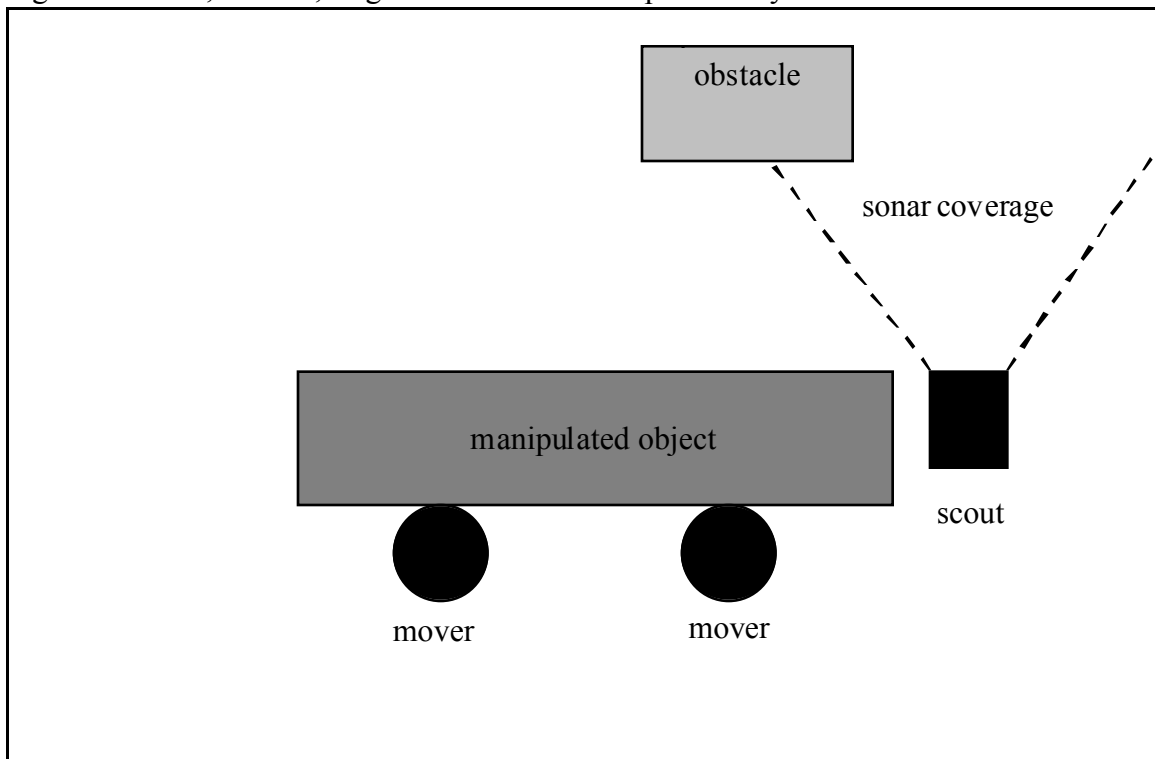 obstacle
sonar coverage
manipulated object
scout
mover
mover